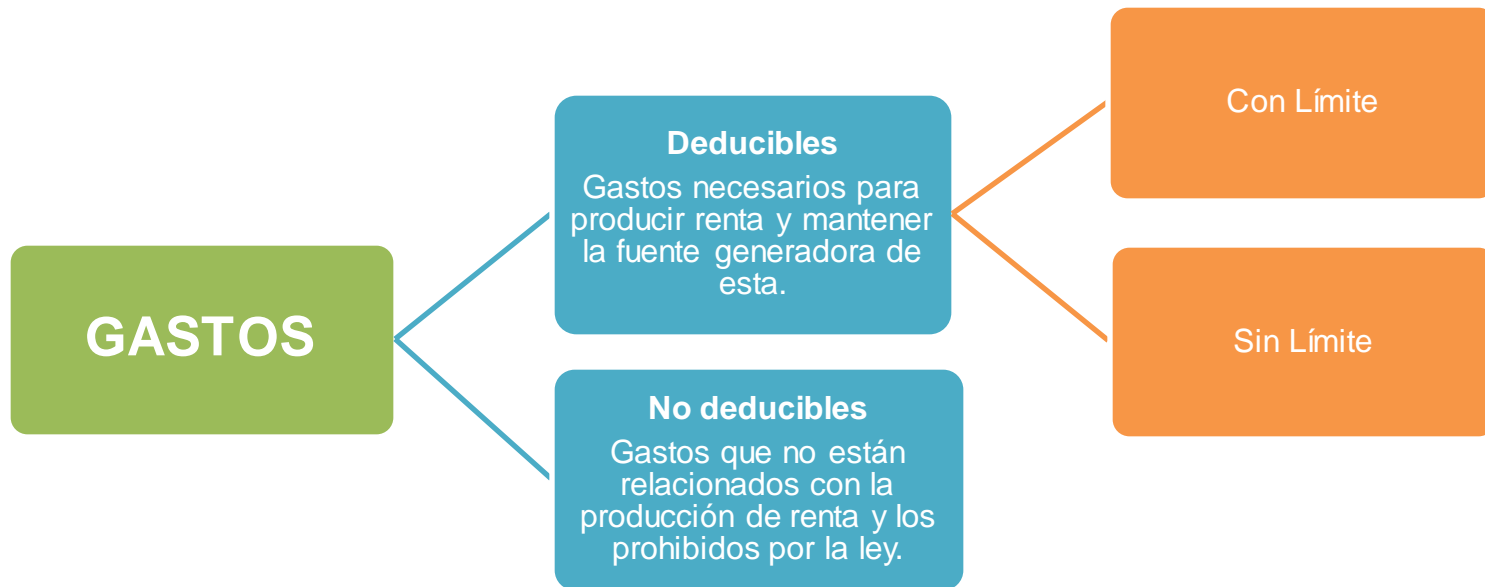 GASTOS
Deducibles
Gastos necesarios para
producir renta y mantener
la fuente generadora de
esta.
No deducibles
Gastos que no están
relacionados con la
producción de renta y los
prohibidos por la ley.
Con Límite
Sin Límite